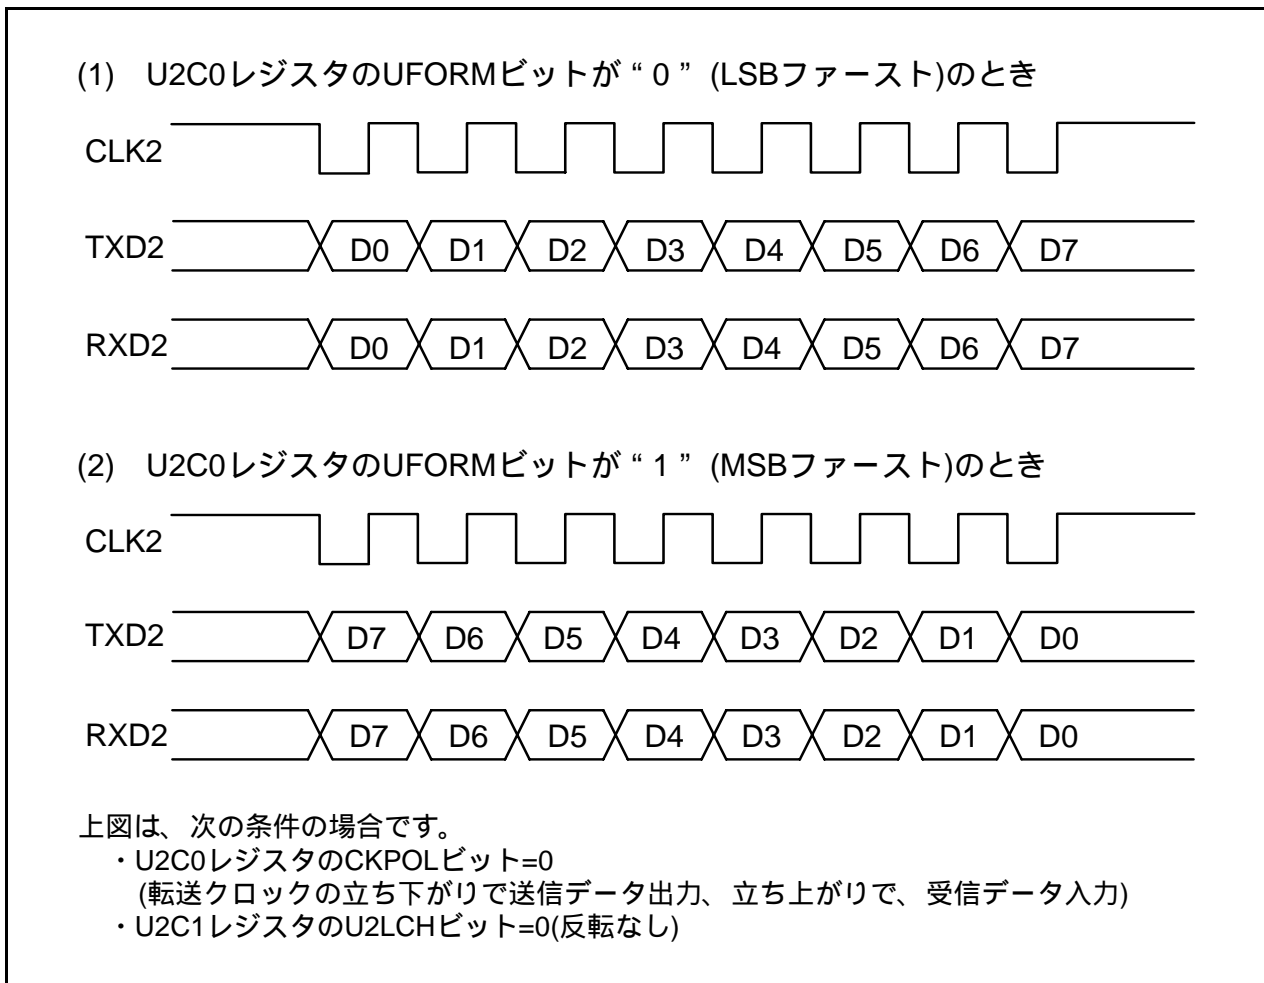 (1) U2C0レジスタのUFORMビットが“0”(LSBファースト)のとき
CLK2
TXD2 D0 D1 D2 D3 D4 D5 D6 D7
RXD2 D0 D1 D2 D3 D4 D5 D6 D7
(2) U2C0レジスタのUFORMビットが“1”(MSBファースト)のとき
CLK2
TXD2 D7 D6 D5 D4 D3 D2 D1 D0
RXD2 D7 D6 D5 D4 D3 D2 D1 D0
上図は、次の条件の場合です。
・U2C0レジスタのCKPOLビット=0
(転送クロックの立ち下がりで送信データ出力、立ち上がりで、受信データ入力)
・U2C1レジスタのU2LCHビット=0(反転なし)